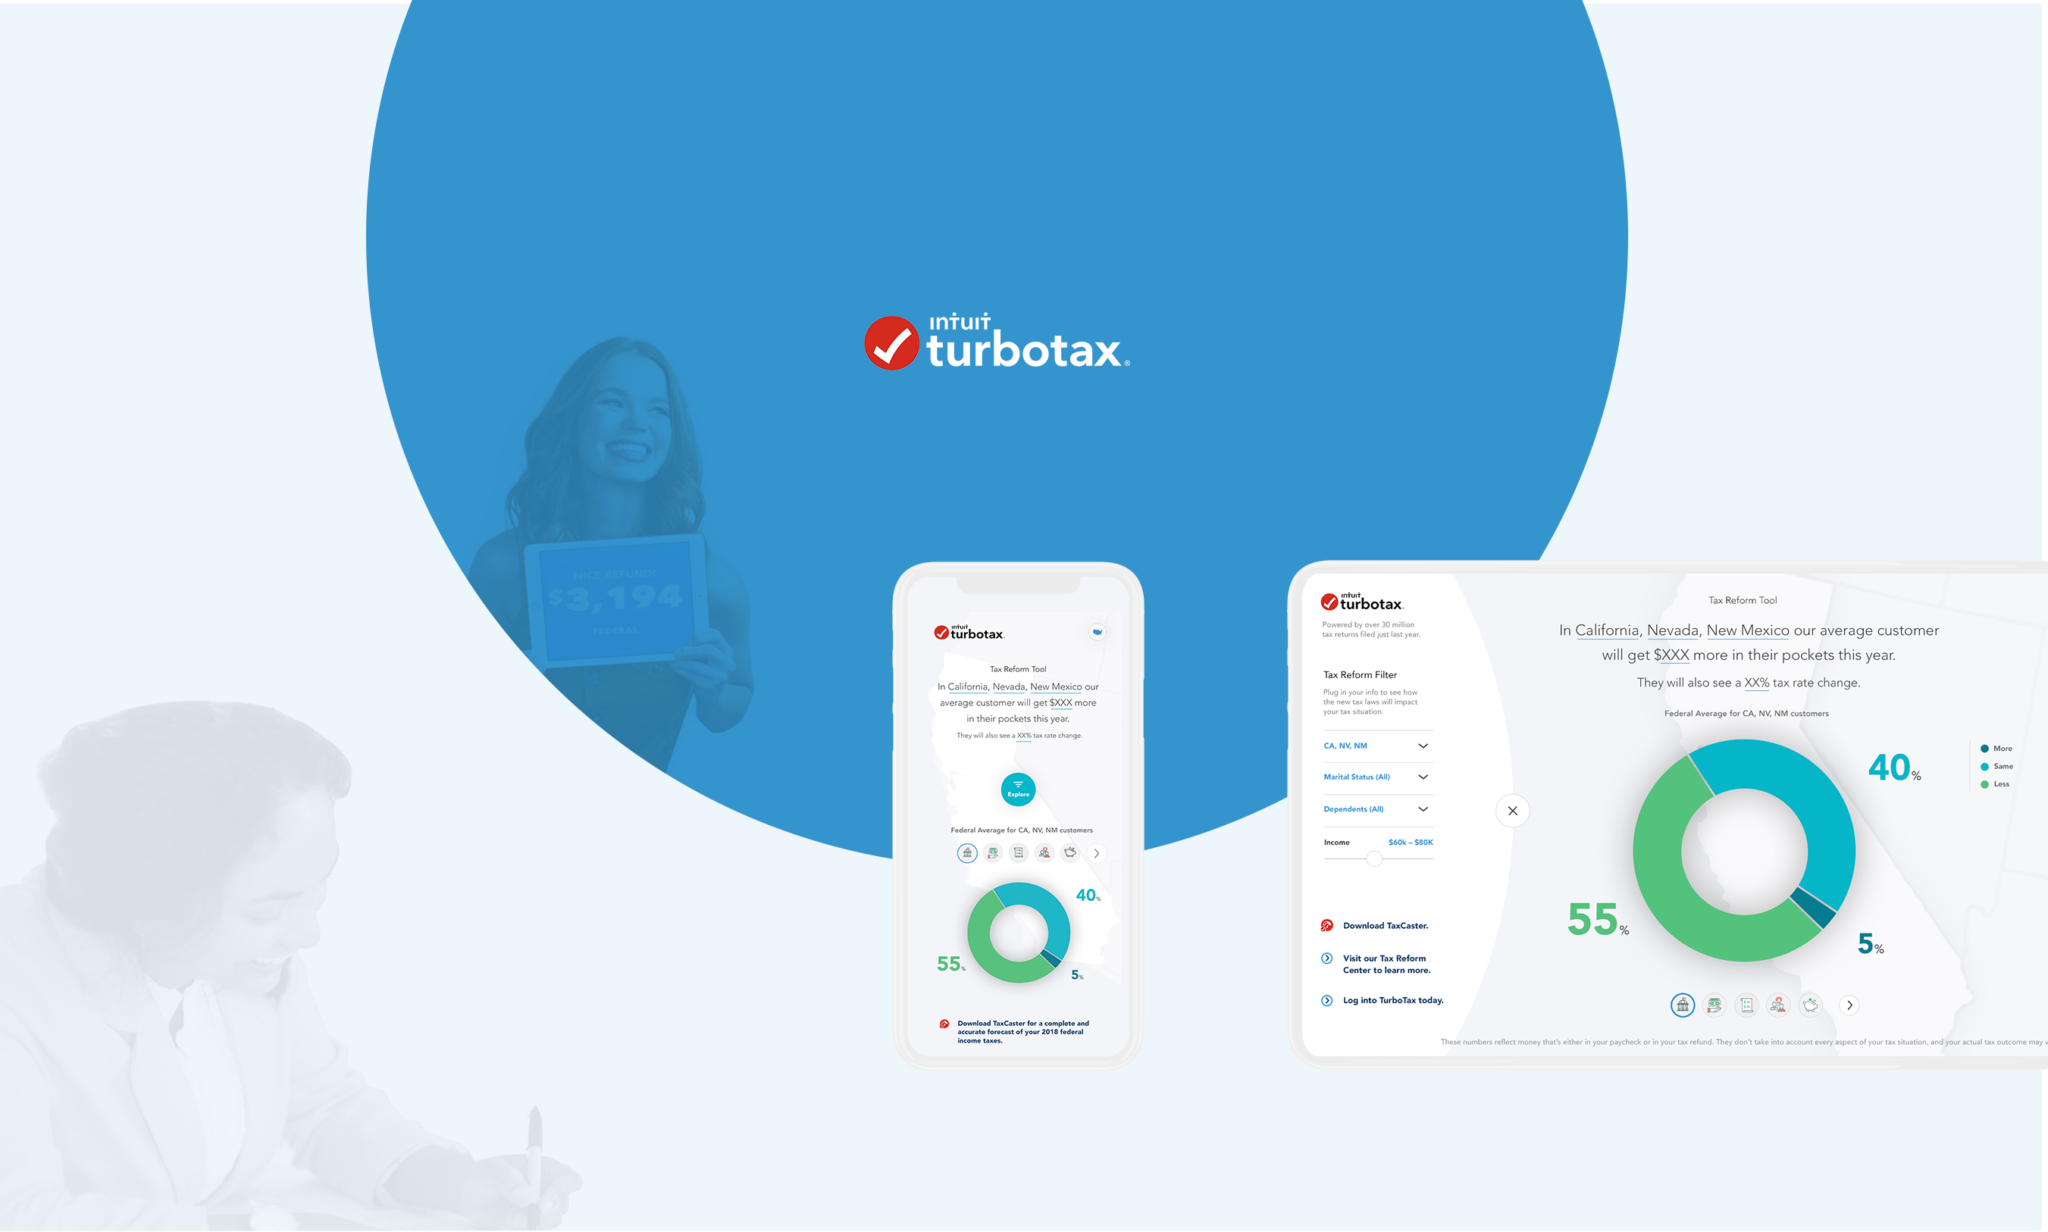 intuit
turbotax®
NICE REFUND!
$3,194
FEDERAL
intuit
turbotax.
Tax Reform Tool
In California, Nevada, New Mexico our
average customer will get $XXX more
in their pockets this year.
They will also see a XX% tax rate change.
Explore
Federal Average for CA, NV, NM customers
40%
55%
5%
Download TaxCaster for a complete and
accurate forecast of your 2018 federal
income taxes.
intuit
turbotax.
Powered by over 30 million
tax returns filed just last year.
Tax Reform Filter
Plug in your info to see how
the new tax laws will impact
your tax situation.
CA, NV, NM
Marital Status (All)
Dependents (All)
Income $60k – $80K
Download TaxCaster.
Visit our Tax Reform
Center to learn more.
Log into TurboTax today.
Tax Reform Tool
In California, Nevada, New Mexico our average customer
will get $XXX more in their pockets this year.
They will also see a XX% tax rate change.
Federal Average for CA, NV, NM customers
40%
More
Same
Less
55%
5%
These numbers reflect money that's either in your paycheck or in your tax refund. They don't take into account every aspect of your tax situation, and your actual tax outcome may